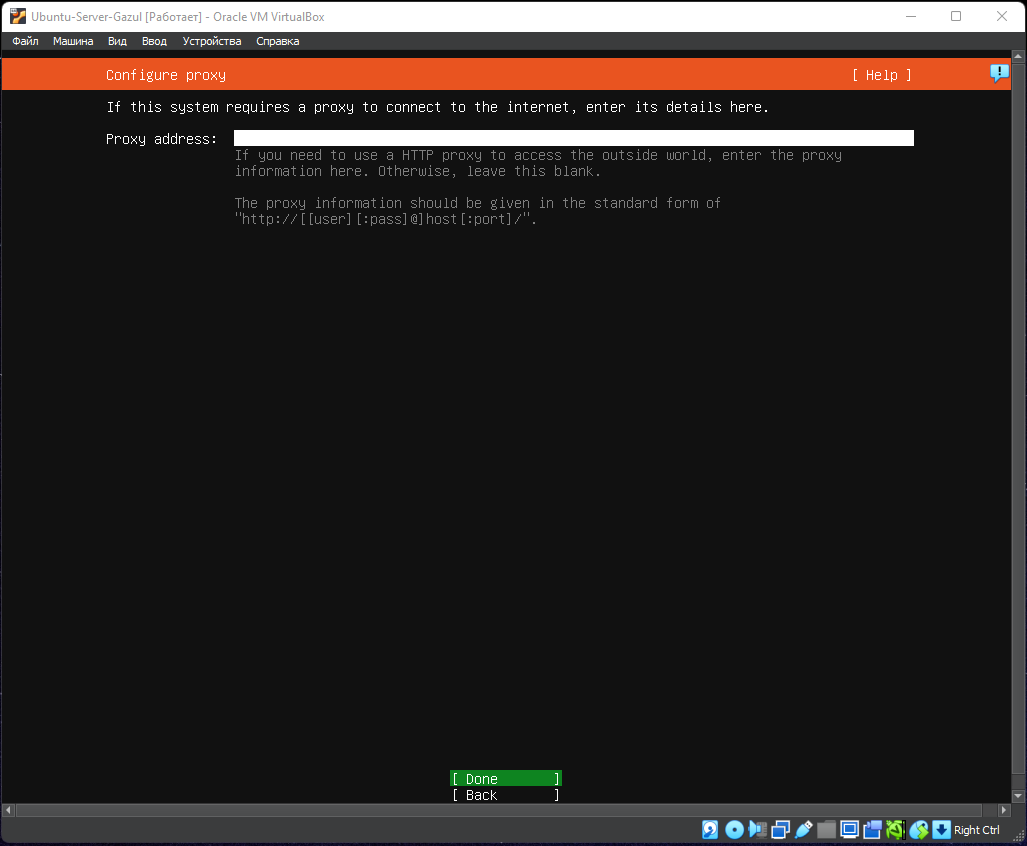 Ubuntu-Server-Gazul [Работает] - Oracle VM VirtualBox
Файл Машина Вид Ввод Устройства Справка
Configure proxy [ Help ]
If this system requires a proxy to connect to the internet, enter its details here.
Proxy address:
If you need to use a HTTP proxy to access the outside world, enter the proxy
information here. Otherwise, leave this blank.
The proxy information should be given in the standard form of
"http://[[user][:pass]@]host[:port]/".
[ Done ]
[ Back ]
Right Ctrl